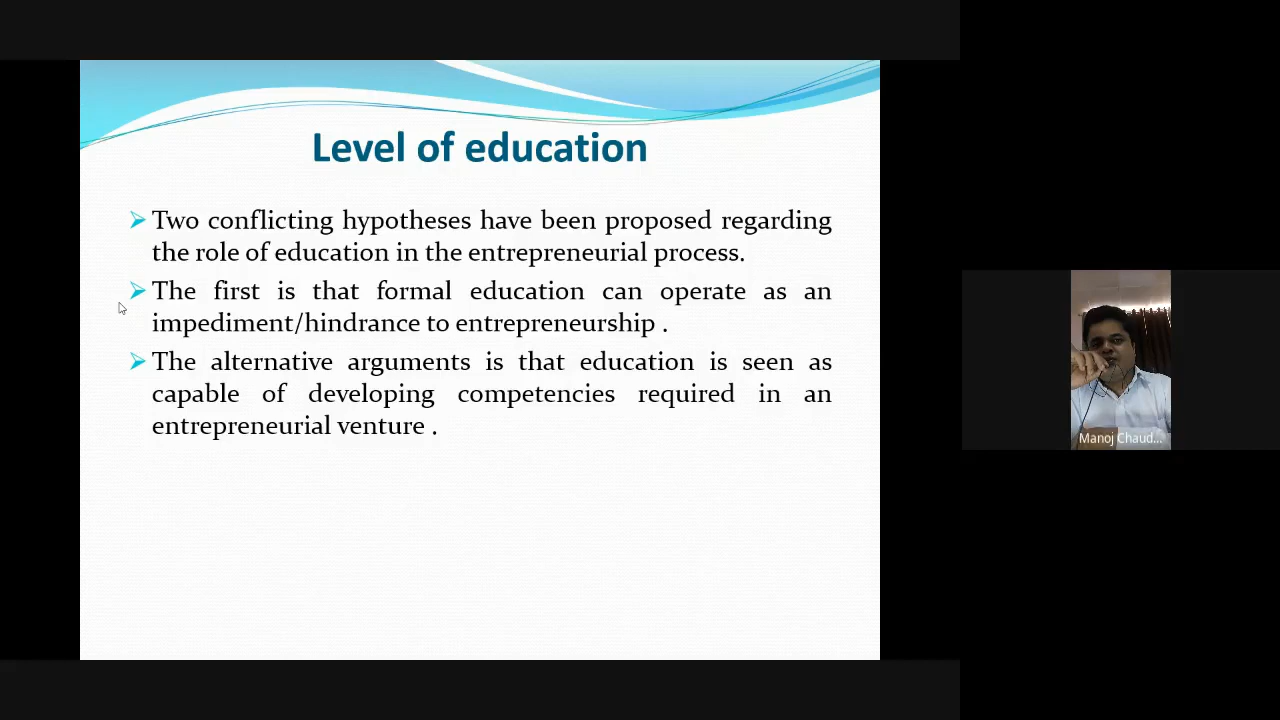 Level of education
Two conflicting hypotheses have been proposed regarding
the role of education in the entrepreneurial process.
The first is that formal education can operate as an
impediment/hindrance to entrepreneurship .
The alternative arguments is that education is seen as
capable of developing competencies required in an
entrepreneurial venture .
Manoj Chaud...